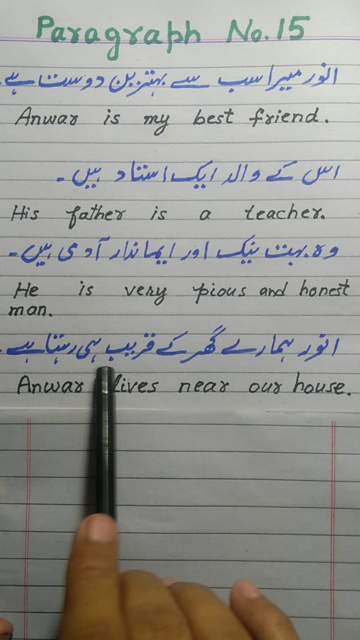 Paragraph No.15
انور میرا سب سے بہترین دوست ہے۔
Anwar is my best friend.
اس کے والد ایک استاد ہیں۔
His father is a teacher.
وہ بہت نیک اور ایماندار آدمی ہیں۔
He is very pious and honest
man.
انور ہمارے گھر کے قریب ہی رہتا ہے
Anwar lives near our house.